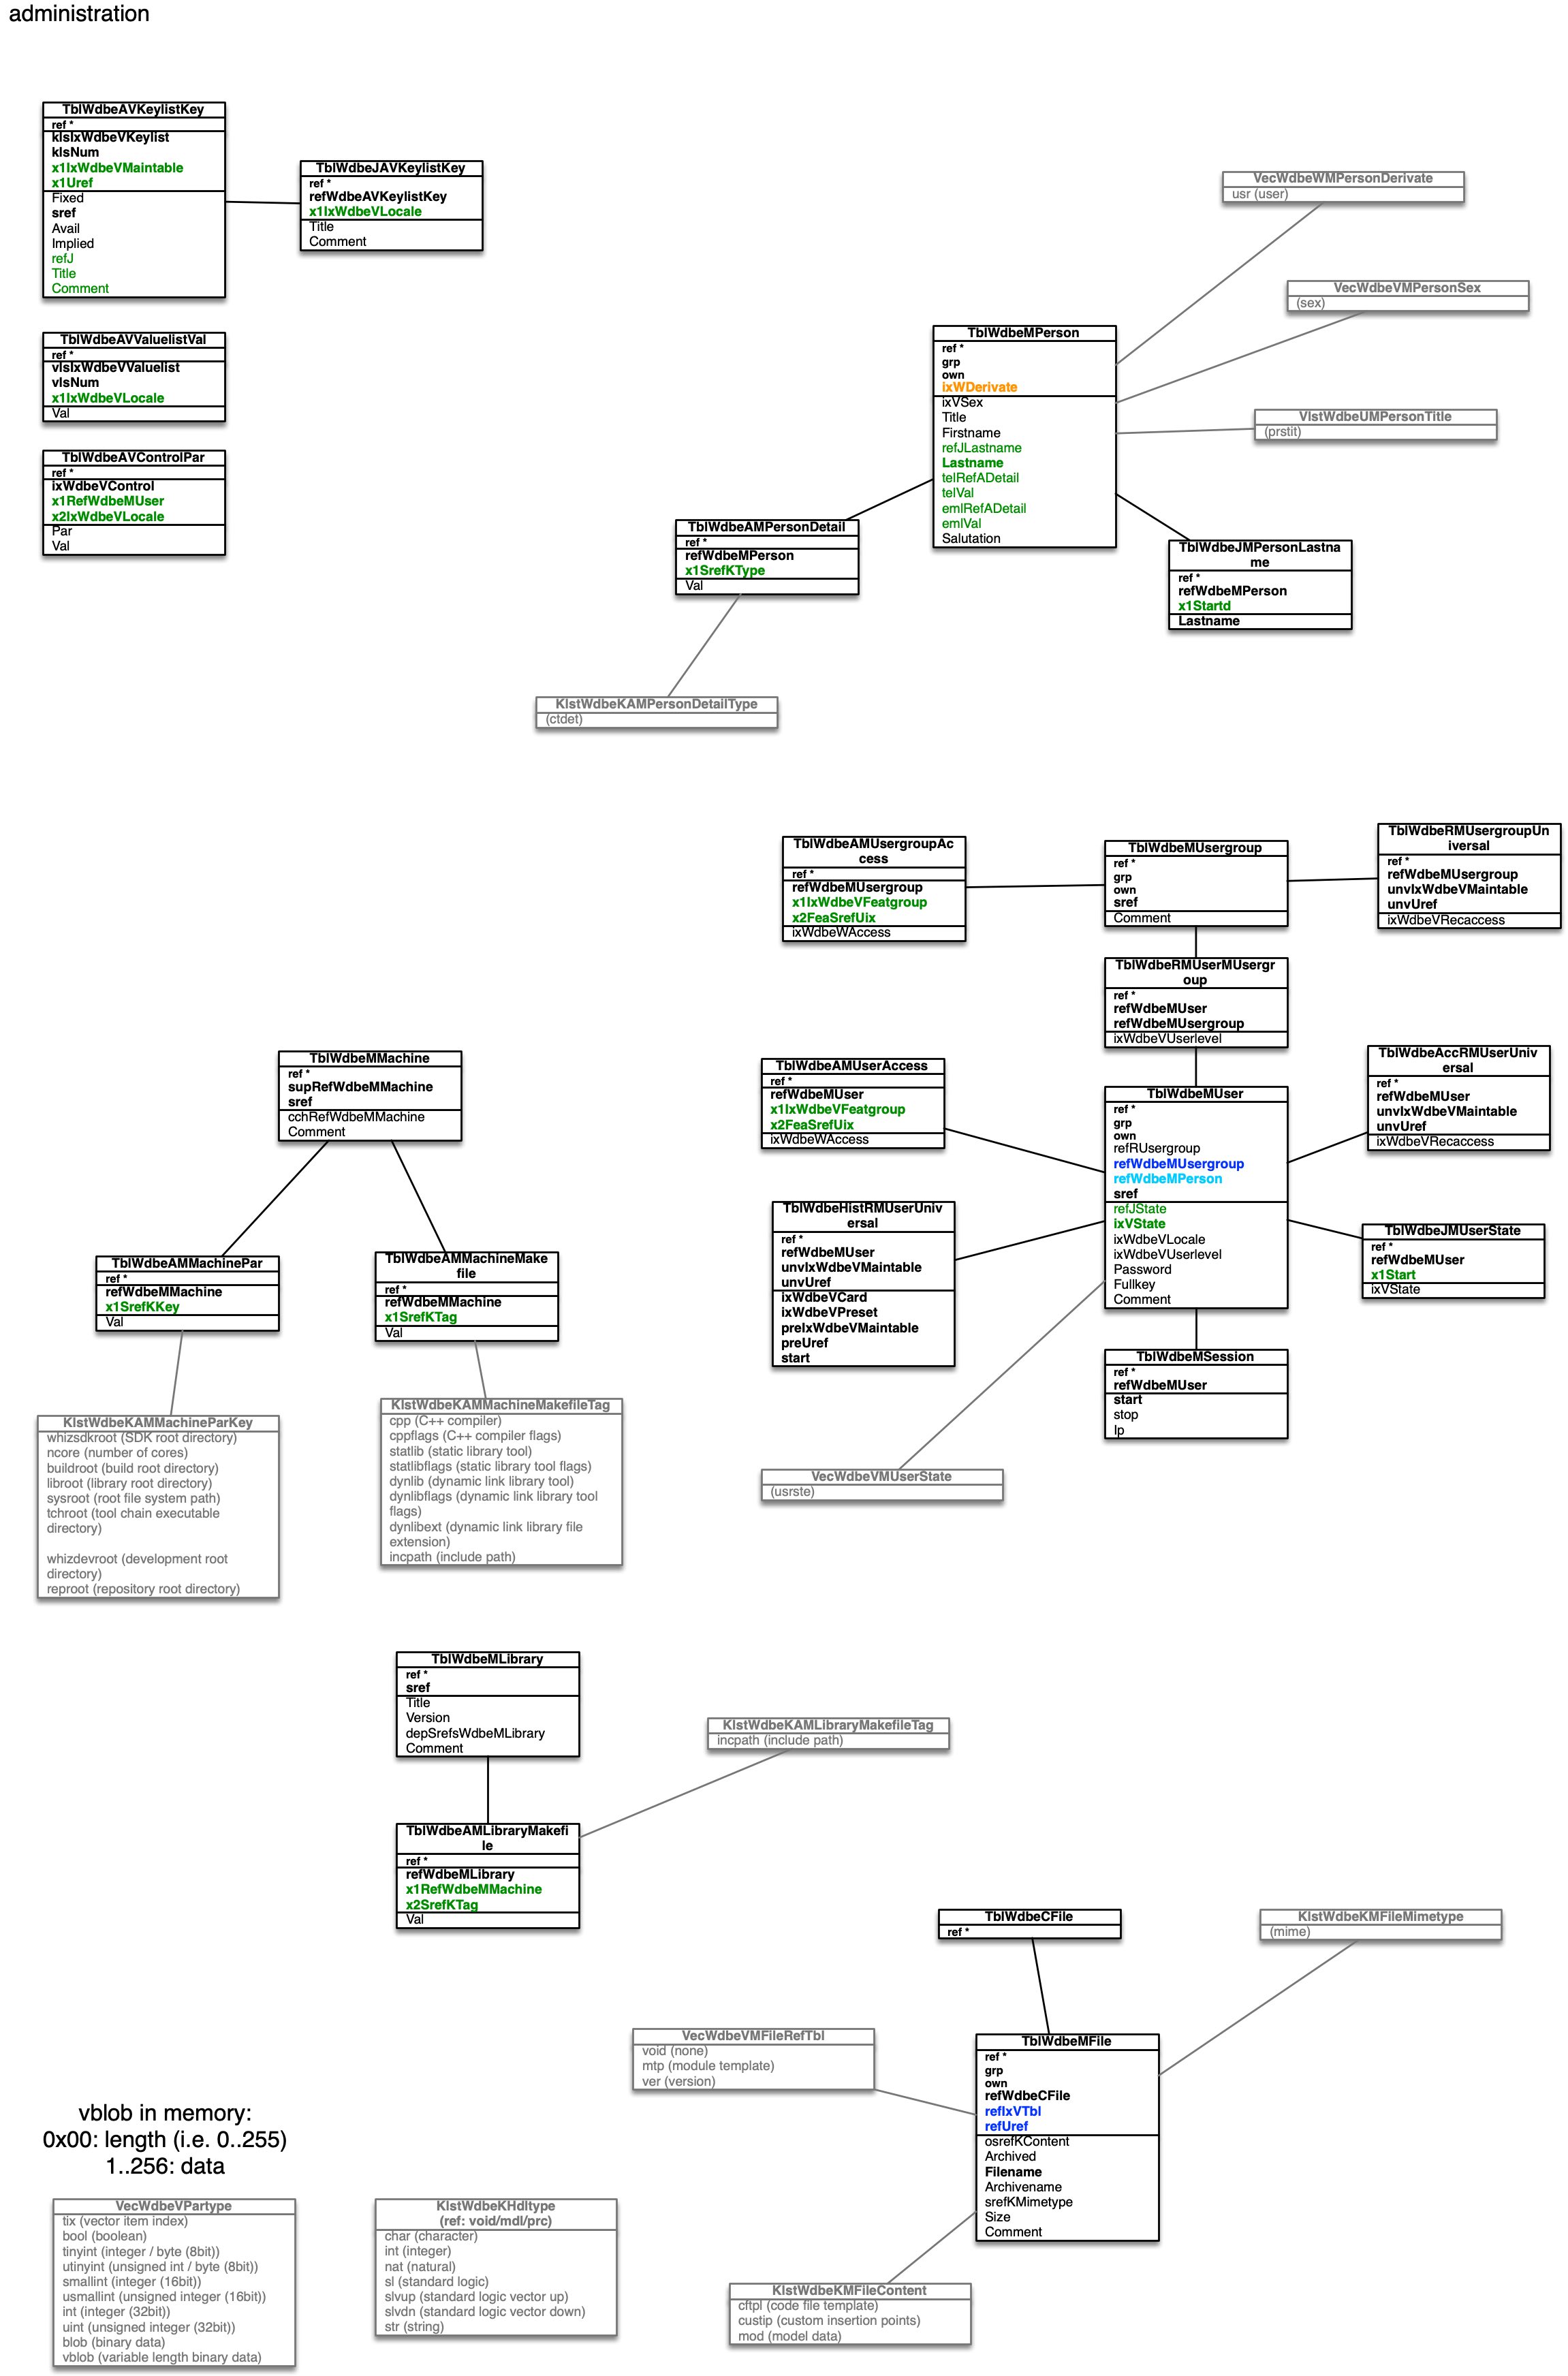 administration
TblWdbeAVKeylistKey
ref *
klsIxWdbeVKeylist
klsNum
x1IxWdbeVMaintable
x1Uref
Fixed
sref
Avail
Implied
refJ
Title
Comment
TblWdbeJAVKeylistKey
ref *
refWdbeAVKeylistKey
x1IxWdbeVLocale
Title
Comment
TblWdbeAVValuelistVal
ref *
vlsIxWdbeVValuelist
vlsNum
x1IxWdbeVLocale
Val
TblWdbeAVControlPar
ref *
ixWdbeVControl
x1RefWdbeMUser
x2IxWdbeVLocale
Par
Val
VecWdbeWMPersonDerivate
usr (user)
VecWdbeVMPersonSex
(sex)
TblWdbeMPerson
ref *
grp
own
ixWDerivate
ixVSex
Title
Firstname
refJLastname
Lastname
telRefADetail
telVal
emlRefADetail
emlVal
Salutation
VlstWdbeUMPersonTitle
(prstit)
TblWdbeAMPersonDetail
ref *
refWdbeMPerson
x1SrefKType
Val
TblWdbeJMPersonLastna
me
ref *
refWdbeMPerson
x1Startd
Lastname
KlstWdbeKAMPersonDetailType
(ctdet)
TblWdbeAMUsergroupAc
cess
ref *
refWdbeMUsergroup
x1IxWdbeVFeatgroup
x2FeaSrefUix
ixWdbeWAccess
TblWdbeMUsergroup
ref *
grp
own
sref
Comment
TblWdbeRMUsergroupUn
iversal
ref *
refWdbeMUsergroup
unvIxWdbeVMaintable
unvUref
ixWdbeVRecaccess
TblWdbeRMUserMUsergr
oup
ref *
refWdbeMUser
refWdbeMUsergroup
ixWdbeVUserlevel
TblWdbeMMachine
ref *
supRefWdbeMMachine
sref
cchRefWdbeMMachine
Comment
TblWdbeAMUserAccess
ref *
refWdbeMUser
x1IxWdbeVFeatgroup
x2FeaSrefUix
ixWdbeWAccess
TblWdbeMUser
ref *
grp
own
refRUsergroup
refWdbeMUsergroup
refWdbeMPerson
sref
refJState
ixVState
ixWdbeVLocale
ixWdbeVUserlevel
Password
Fullkey
Comment
TblWdbeAccRMUserUniv
ersal
ref *
refWdbeMUser
unvIxWdbeVMaintable
unvUref
ixWdbeVRecaccess
TblWdbeHistRMUserUniv
ersal
ref *
refWdbeMUser
unvIxWdbeVMaintable
unvUref
ixWdbeVCard
ixWdbeVPreset
preIxWdbeVMaintable
preUref
start
TblWdbeJMUserState
ref *
refWdbeMUser
x1Start
ixVState
TblWdbeAMMachinePar
ref *
refWdbeMMachine
x1SrefKKey
Val
TblWdbeAMMachineMake
file
ref *
refWdbeMMachine
x1SrefKTag
Val
TblWdbeMSession
ref *
refWdbeMUser
start
stop
Ip
KlstWdbeKAMMachineParKey
whizsdkroot (SDK root directory)
ncore (number of cores)
buildroot (build root directory)
libroot (library root directory)
sysroot (root file system path)
tchroot (tool chain executable
directory)
whizdevroot (development root
directory)
reproot (repository root directory)
KlstWdbeKAMMachineMakefileTag
cpp (C++ compiler)
cppflags (C++ compiler flags)
statlib (static library tool)
statlibflags (static library tool flags)
dynlib (dynamic link library tool)
dynlibflags (dynamic link library tool
flags)
dynlibext (dynamic link library file
extension)
incpath (include path)
VecWdbeVMUserState
(usrste)
TblWdbeMLibrary
ref *
sref
Title
Version
depSrefsWdbeMLibrary
Comment
KlstWdbeKAMLibraryMakefileTag
incpath (include path)
TblWdbeAMLibraryMakefi
le
ref *
refWdbeMLibrary
x1RefWdbeMMachine
x2SrefKTag
Val
TblWdbeCFile
ref *
KlstWdbeKMFileMimetype
(mime)
VecWdbeVMFileRefTbl
void (none)
mtp (module template)
ver (version)
TblWdbeMFile
ref *
grp
own
refWdbeCFile
refIxVTbl
refUref
osrefKContent
Archived
Filename
Archivename
srefKMimetype
Size
Comment
vblob in memory:
0x00: length (i.e. 0..255)
1..256: data
VecWdbeVPartype
tix (vector item index)
bool (boolean)
tinyint (integer / byte (8bit))
utinyint (unsigned int / byte (8bit))
smallint (integer (16bit))
usmallint (unsigned integer (16bit))
int (integer (32bit))
uint (unsigned integer (32bit))
blob (binary data)
vblob (variable length binary data)
KlstWdbeKHdltype
(ref: void/mdl/prc)
char (character)
int (integer)
nat (natural)
sl (standard logic)
slvup (standard logic vector up)
slvdn (standard logic vector down)
str (string)
KlstWdbeKMFileContent
cftpl (code file template)
custip (custom insertion points)
mod (model data)